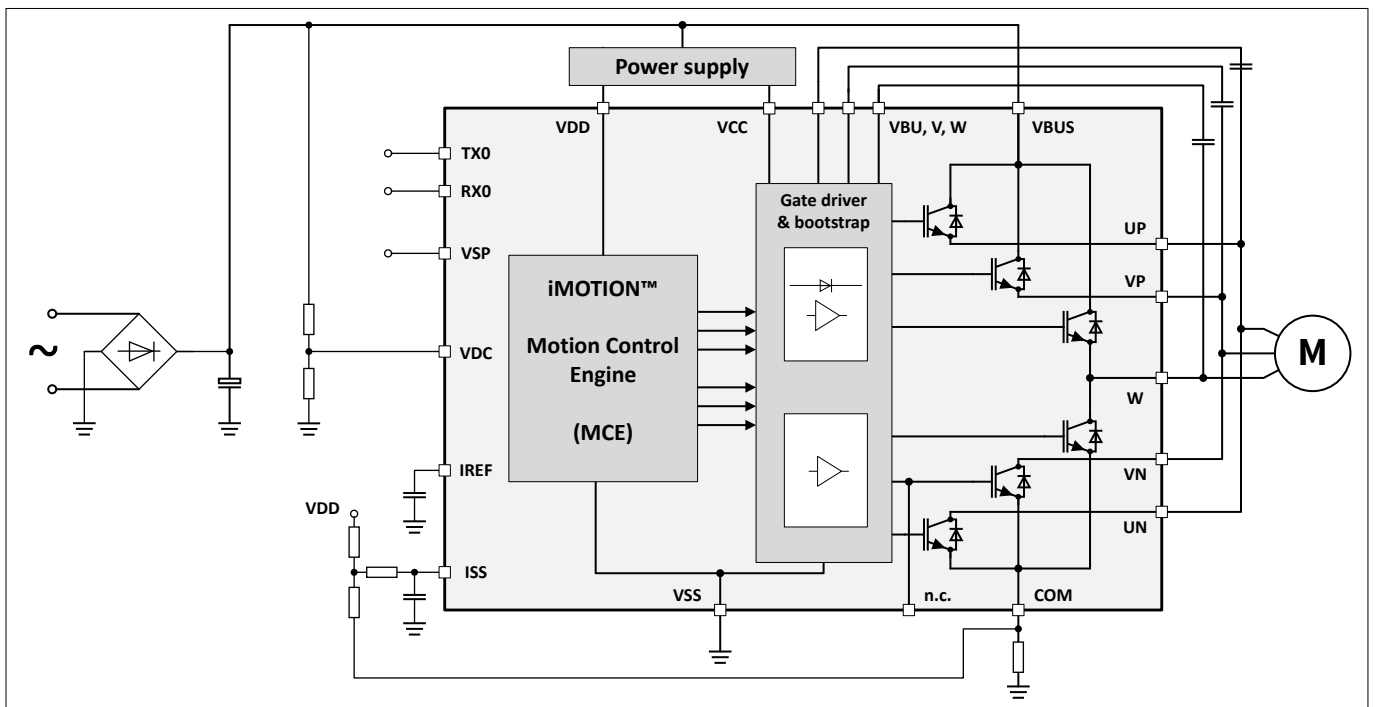 Power supply
VDD
VCC
VBU, V, W
VBUS
TX0
RX0
VSP
Gate driver
& bootstrap
UP
VP
iMOTION™
Motion Control
Engine
(MCE)
~
VDC
M
W
IREF
VN
VDD
UN
ISS
VSS
n.c.
COM